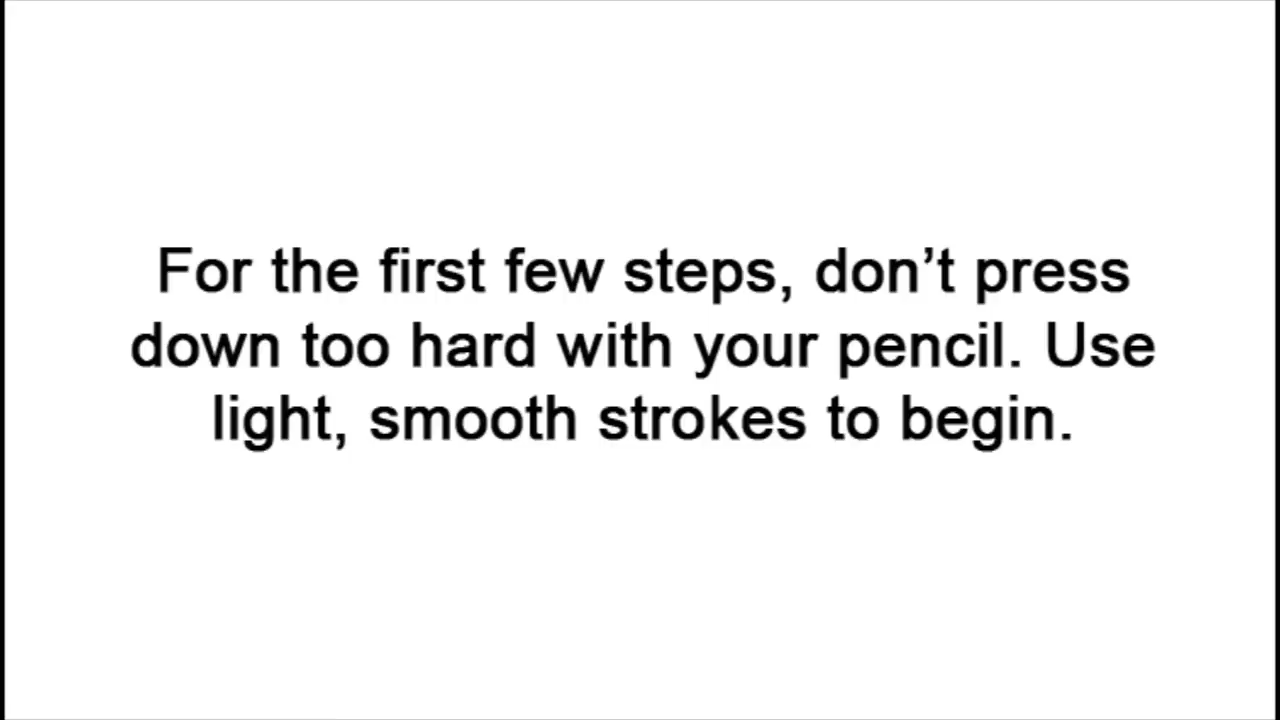 For the first few steps, don’t press
down too hard with your pencil. Use
light, smooth strokes to begin.